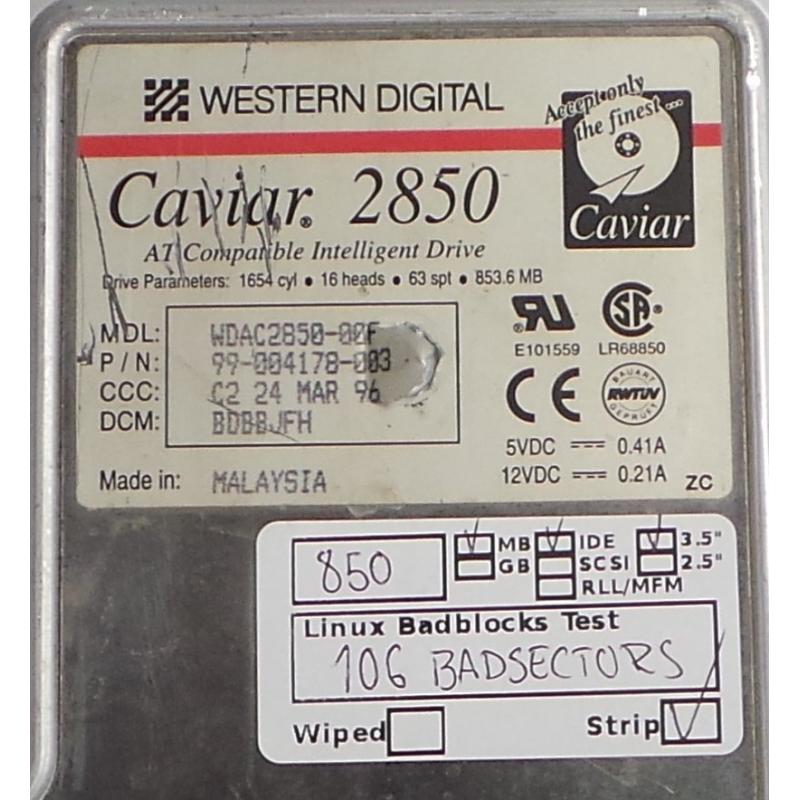 WESTERN DIGITAL
Accept only
the finest...
Caviar
Caviar® 2850
AT Compatible Intelligent Drive
Drive Parameters: 1654 cyl • 16 heads • 63 spt • 853.6 MB
MDL: WDAC2850-00F
P/N: 99-004178-003
CCC: C2 24 MAR 96
DCM: BDBBJFH
Made in: MALAYSIA
E101559 LR68850
BAUART
RWTÜV
GEPRÜFT
5VDC 0.41A
12VDC 0.21A
ZC
850 MB IDE 3.5"
GB SCSI 2.5"
RLL/MFM
Linux Badblocks Test
106 BADSECTORS
Wiped Strip